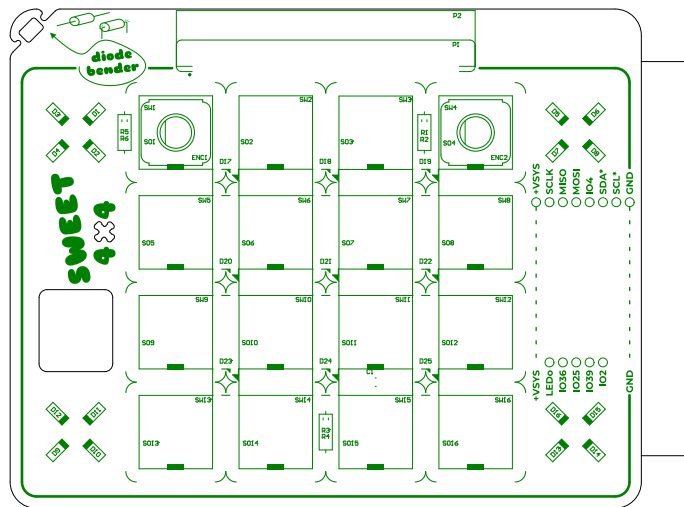 P2
P1
diode
bender
SWEET
4
4
D3
D1
D4
D2
R5
R6
SW1
SO1
ENC1
SW2
SO2
SW3
SO3
R1
R2
SW4
SO4
ENC2
D5
D6
D7
D8
D17
D18
D19
+VSYS
SCLK
MISO
MOSI
IO4
SDA*
SCL*
GND
SW5
SO5
SW6
SO6
SW7
SO7
SW8
SO8
D20
D21
D22
SW9
SO9
SW10
SO10
SW11
SO11
SW12
SO12
D23
D24
D25
C1
+VSYS
LEDo
IO36
IO25
IO39
IO2
GND
SW13
SO13
SW14
SO14
R3
R4
SW15
SO15
SW16
SO16
D12
D11
D9
D10
D16
D15
D13
D14